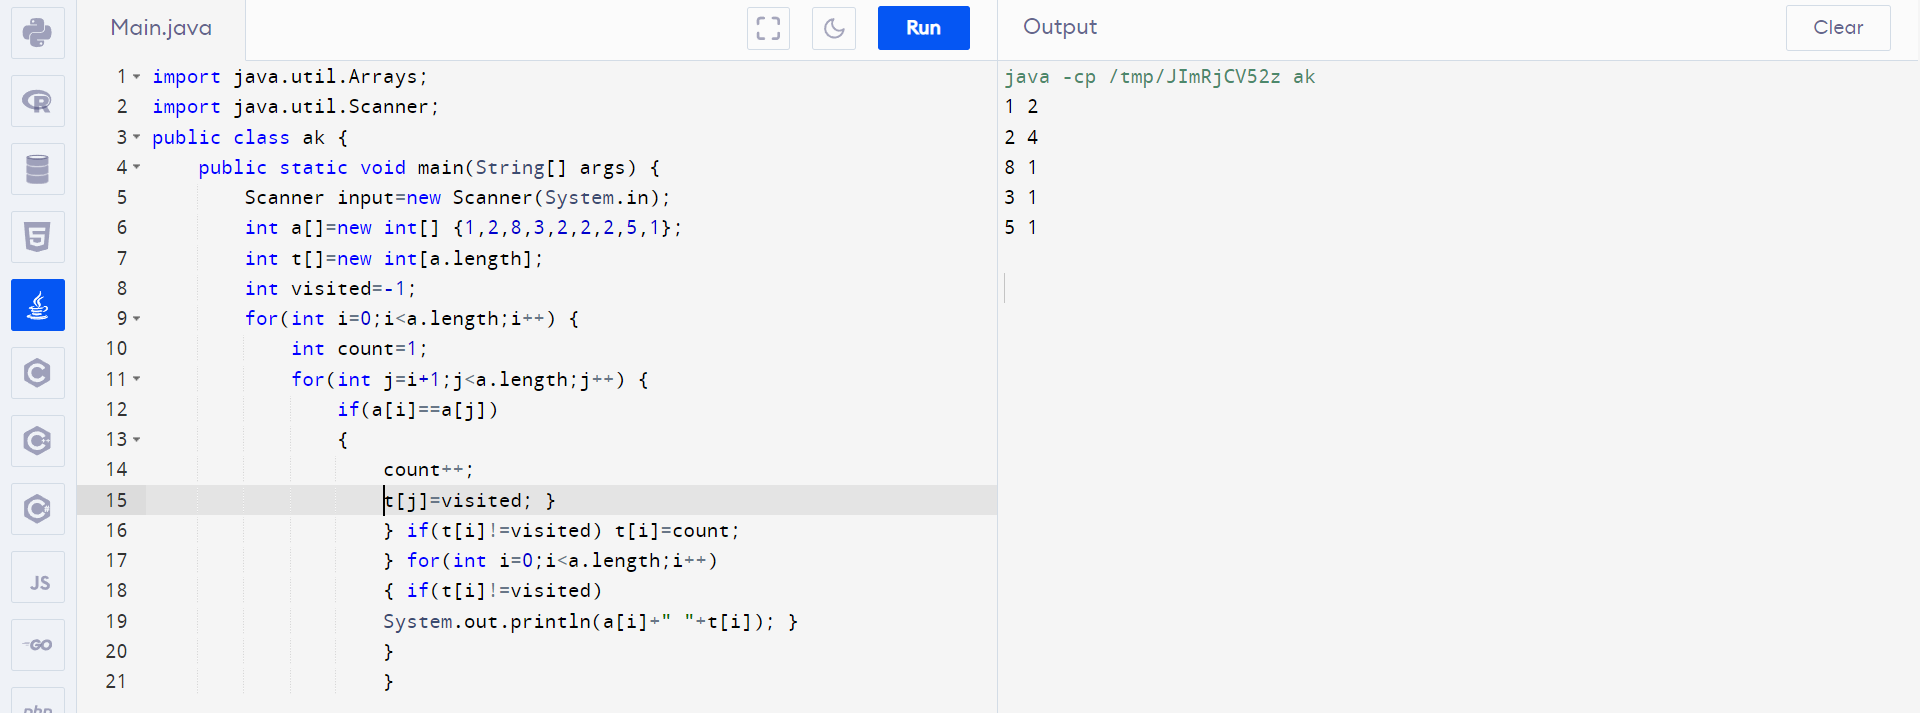 Main.java
Run
Output
Clear
1 import java.util.Arrays;
2 import java.util.Scanner;
3 public class ak {
4     public static void main(String[] args) {
5         Scanner input=new Scanner(System.in);
6         int a[]=new int[] {1,2,8,3,2,2,2,5,1};
7         int t[]=new int[a.length];
8         int visited=-1;
9         for(int i=0;i<a.length;i++) {
10             int count=1;
11             for(int j=i+1;j<a.length;j++) {
12                 if(a[i]==a[j])
13                 {
14                     count++;
15                     t[j]=visited; }
16                     } if(t[i]!=visited) t[i]=count;
17                     } for(int i=0;i<a.length;i++)
18                     { if(t[i]!=visited)
19                     System.out.println(a[i]+" "+t[i]); }
20                     }
21                     }
java -cp /tmp/JImRjCV52z ak
1 2
2 4
8 1
3 1
5 1
R
5
C
C++
C#
JS
GO
php